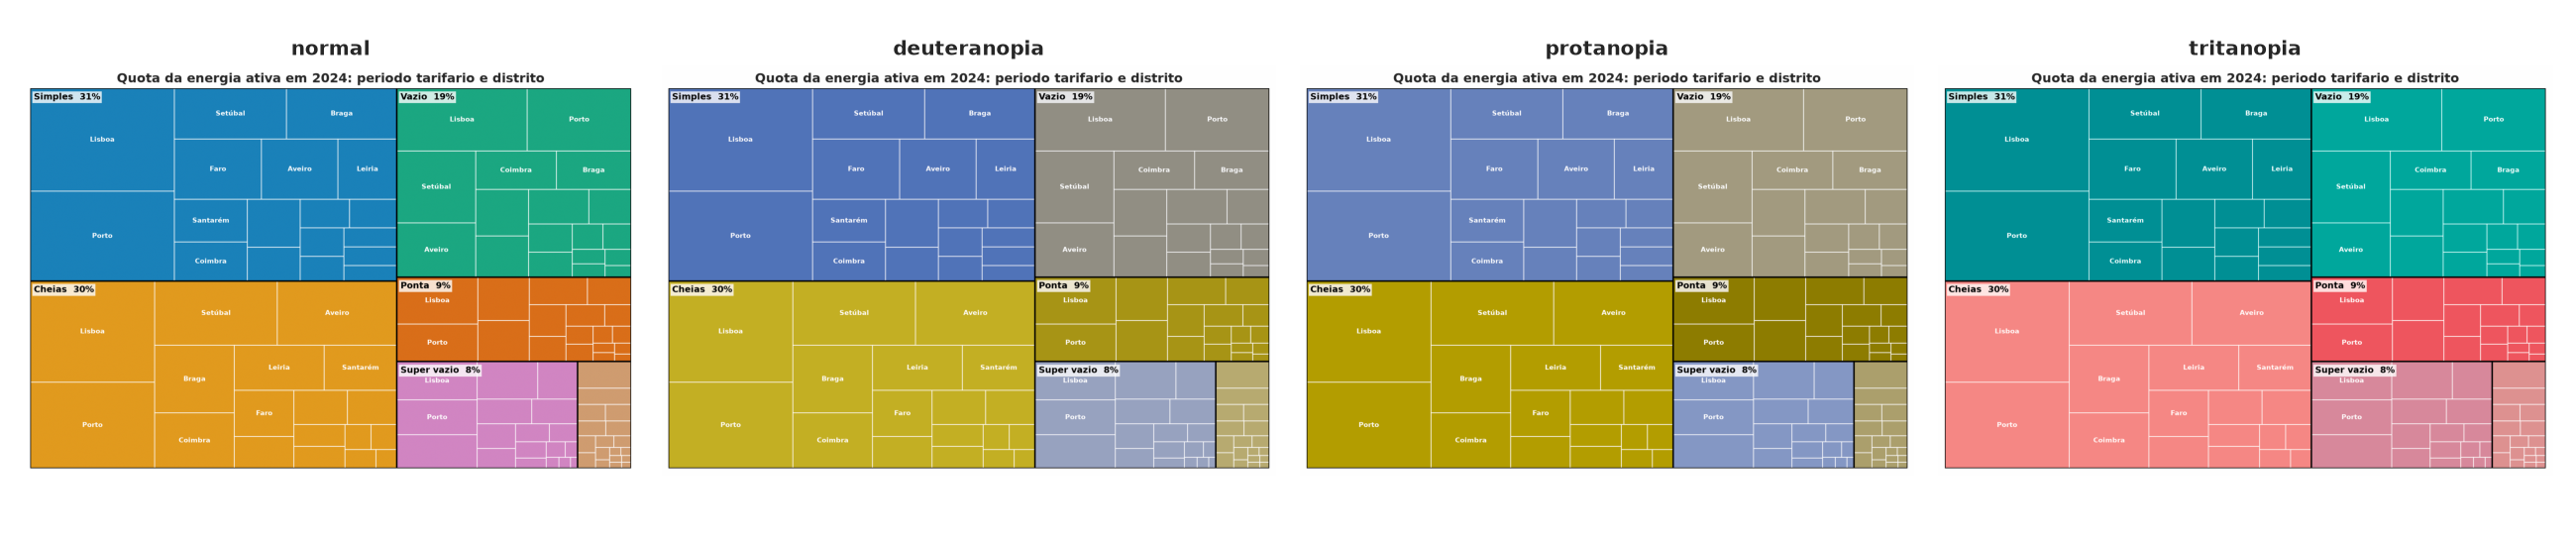 normal
Quota da energia ativa em 2024: periodo tarifario e distrito
Simples 31%
Lisboa
Porto
Setúbal
Braga
Faro
Aveiro
Leiria
Santarém
Coimbra
Vazio 19%
Lisboa
Porto
Setúbal
Coimbra
Braga
Aveiro
Cheias 30%
Lisboa
Porto
Setúbal
Aveiro
Braga
Leiria
Santarém
Faro
Coimbra
Ponta 9%
Lisboa
Porto
Super vazio 8%
Lisboa
Porto
deuteranopia
Quota da energia ativa em 2024: periodo tarifario e distrito
Simples 31%
Lisboa
Porto
Setúbal
Braga
Faro
Aveiro
Leiria
Santarém
Coimbra
Vazio 19%
Lisboa
Porto
Setúbal
Coimbra
Braga
Aveiro
Cheias 30%
Lisboa
Porto
Setúbal
Aveiro
Braga
Leiria
Santarém
Faro
Coimbra
Ponta 9%
Lisboa
Porto
Super vazio 8%
Lisboa
Porto
protanopia
Quota da energia ativa em 2024: periodo tarifario e distrito
Simples 31%
Lisboa
Porto
Setúbal
Braga
Faro
Aveiro
Leiria
Santarém
Coimbra
Vazio 19%
Lisboa
Porto
Setúbal
Coimbra
Braga
Aveiro
Cheias 30%
Lisboa
Porto
Setúbal
Aveiro
Braga
Leiria
Santarém
Faro
Coimbra
Ponta 9%
Lisboa
Porto
Super vazio 8%
Lisboa
Porto
tritanopia
Quota da energia ativa em 2024: periodo tarifario e distrito
Simples 31%
Lisboa
Porto
Setúbal
Braga
Faro
Aveiro
Leiria
Santarém
Coimbra
Vazio 19%
Lisboa
Porto
Setúbal
Coimbra
Braga
Aveiro
Cheias 30%
Lisboa
Porto
Setúbal
Aveiro
Braga
Leiria
Santarém
Faro
Coimbra
Ponta 9%
Lisboa
Porto
Super vazio 8%
Lisboa
Porto